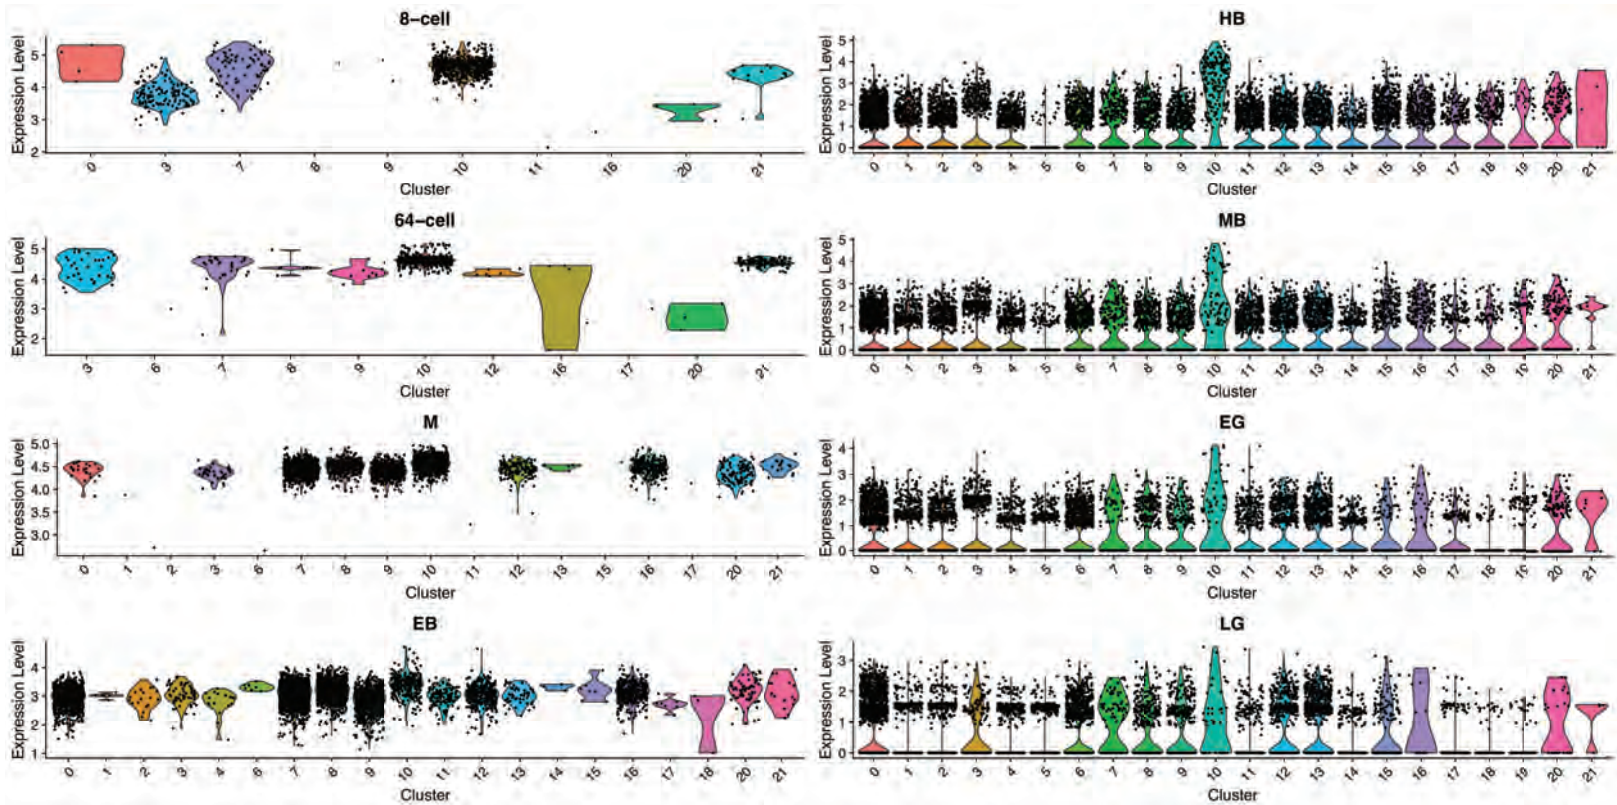 8-cell
Expression Level
5
4
3
2
0 3 7 8 9 10 11 16 20 21
Cluster
64-cell
Expression Level
5
4
3
2
3 6 7 8 9 12 16 17 20 21
Cluster
M
Expression Level
5.0
4.5
4.0
3.5
3.0
0 1 2 3 6 7 8 9 10 11 12 13 16 17 20 21
Cluster
EB
Expression Level
4
3
2
1
0 1 2 3 4 6 7 8 9 10 11 12 13 14 15 16 17 18 20 21
Cluster
HB
Expression Level
5
4
3
2
1
0
0 1 2 3 4 5 6 7 8 9 10 11 12 13 14 15 16 17 18 19 20 21
Cluster
MB
Expression Level
5
4
3
2
1
0
0 1 2 3 4 5 6 7 8 9 10 11 12 13 14 15 16 17 18 19 20 21
Cluster
EG
Expression Level
4
3
2
1
0
0 1 2 3 4 5 6 7 8 9 10 11 12 13 14 15 16 17 18 19 20 21
Cluster
LG
Expression Level
3
2
1
0
0 1 2 3 4 5 6 7 8 9 10 11 12 13 14 15 16 17 18 19 20 21
Cluster